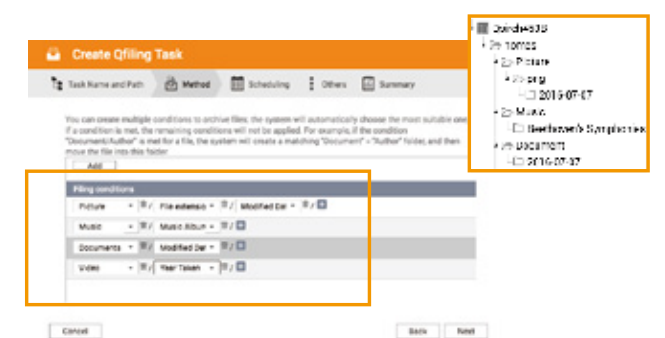 Create Qfiling Task
Task Name and Path
Method
Scheduling
Others
Summary
You can create multiple conditions to archive files, the system will automatically choose the most suitable one.
If a condition is met, the remaining conditions will not be applied. For example, if the condition
"Document/Author" is met for a file, the system will create a matching "Document" - "Author" folder, and then
move the file into this folder.
Add
Filing conditions
Picture / File extensio / Modified Dat /
Music / Music Album /
Documents / Modified Dat /
Video / Year Taken /
Cancel
Back
Next
homes
Picture
png
2016-07-07
Music
Beethoven's Symphonies
Document
2016-07-07